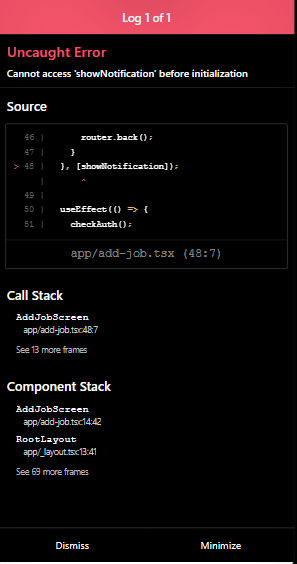 Log 1 of 1
Uncaught Error
Cannot access 'showNotification' before initialization
Source
46 | router.back();
47 | }
> 48 | }, [showNotification]);
| ^
49 |
50 | useEffect(() => {
51 | checkAuth();
app/add-job.tsx (48:7)
Call Stack
AddJobScreen
app/add-job.tsx:48:7
See 13 more frames
Component Stack
AddJobScreen
app/add-job.tsx:14:42
RootLayout
app/_layout.tsx:13:41
See 69 more frames
Dismiss
Minimize